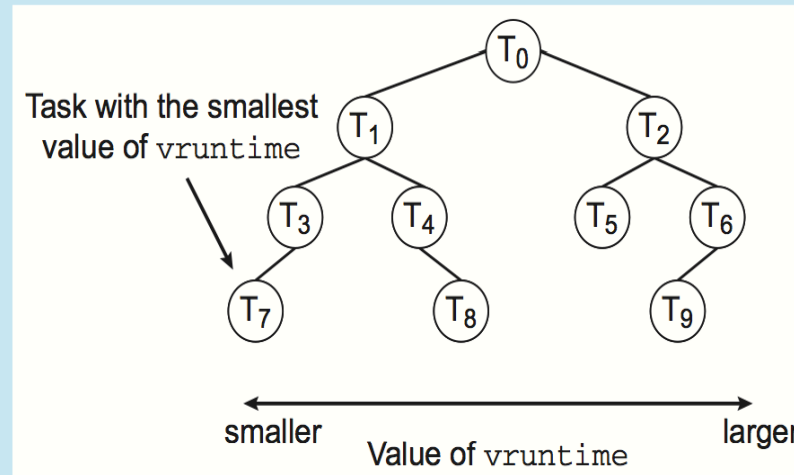 T0
Task with the smallest
value of vruntime
T1
T2
T3
T4
T5
T6
T7
T8
T9
smaller
larger
Value of vruntime